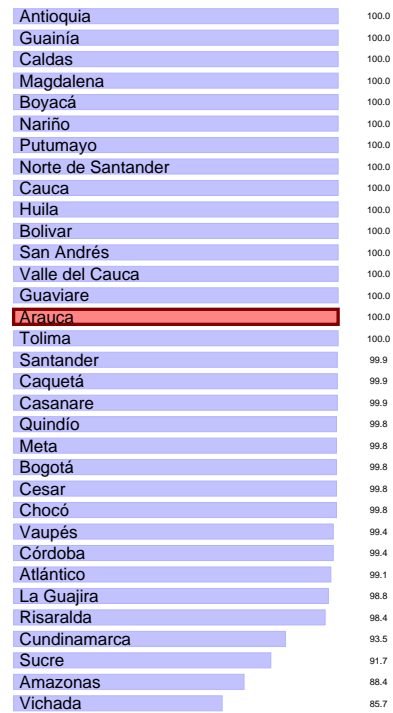 Antioquia 100.0
Guainía 100.0
Caldas 100.0
Magdalena 100.0
Boyacá 100.0
Nariño 100.0
Putumayo 100.0
Norte de Santander 100.0
Cauca 100.0
Huila 100.0
Bolivar 100.0
San Andrés 100.0
Valle del Cauca 100.0
Guaviare 100.0
Arauca 100.0
Tolima 100.0
Santander 99.9
Caquetá 99.9
Casanare 99.9
Quindío 99.8
Meta 99.8
Bogotá 99.8
Cesar 99.8
Chocó 99.8
Vaupés 99.4
Córdoba 99.4
Atlántico 99.1
La Guajira 98.8
Risaralda 98.4
Cundinamarca 93.5
Sucre 91.7
Amazonas 88.4
Vichada 85.7